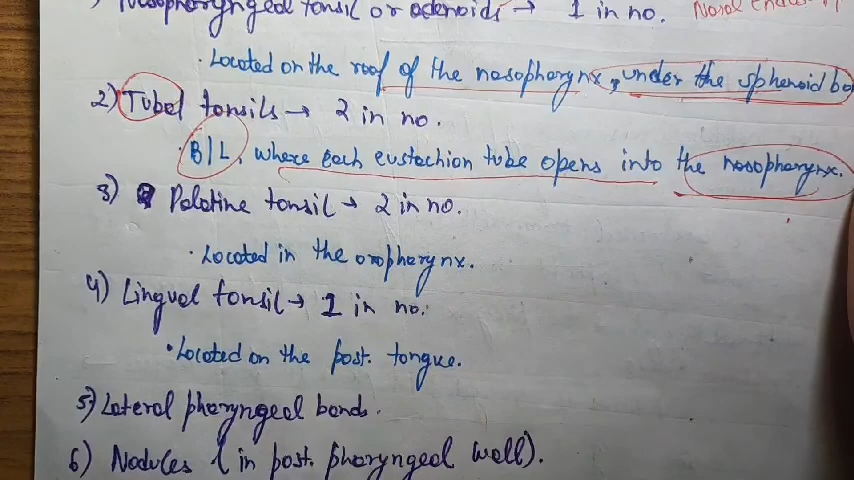 Nasopharyngeal tonsil or adenoids → 1 in no.
• Located on the roof of the nasopharynx, under the sphenoid bo
2) Tubal tonsils → 2 in no.
• B/L, where each eustachian tube opens into the nasopharynx.
3) Palatine tonsil → 2 in no.
• Located in the oropharynx.
4) Lingual tonsil → 1 in no.
• Located on the post. tongue.
5) Lateral pharyngeal bands.
6) Nodules (in post. pharyngeal wall).